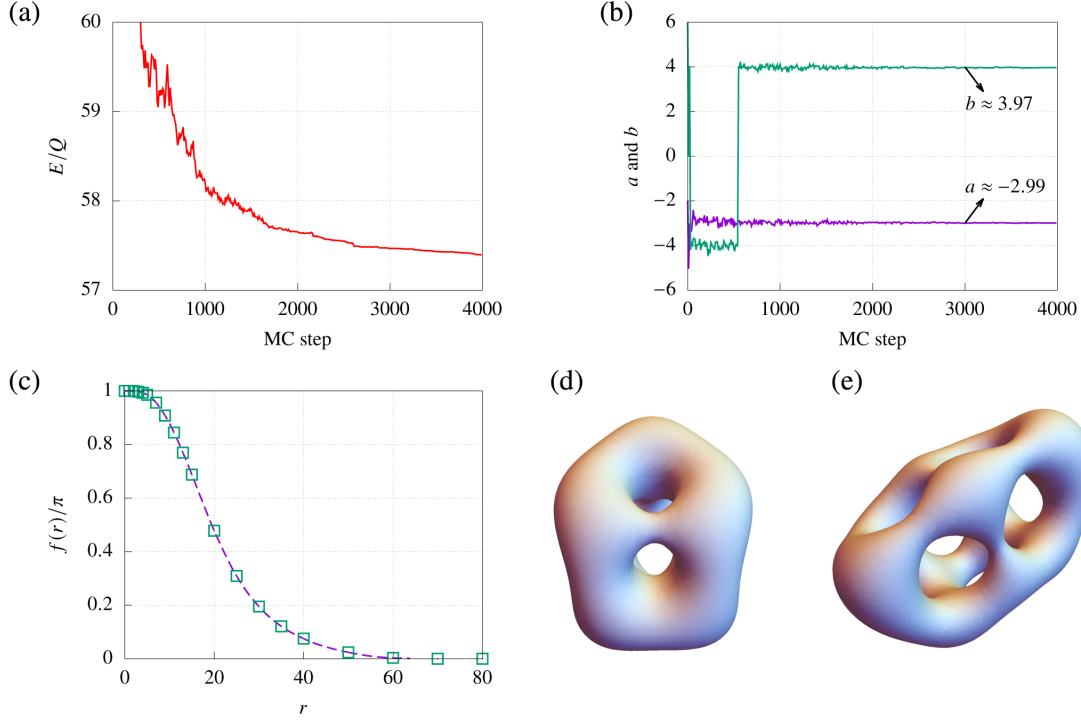 (a)
60
59
58
57
E/Q
0 1000 2000 3000 4000
MC step
(b)
6
4
2
0
−2
−4
−6
a and b
b ≈ 3.97
a ≈ −2.99
0 1000 2000 3000 4000
MC step
(c)
1
0.8
0.6
0.4
0.2
0
f(r)/π
0 20 40 60 80
r
(d)
(e)